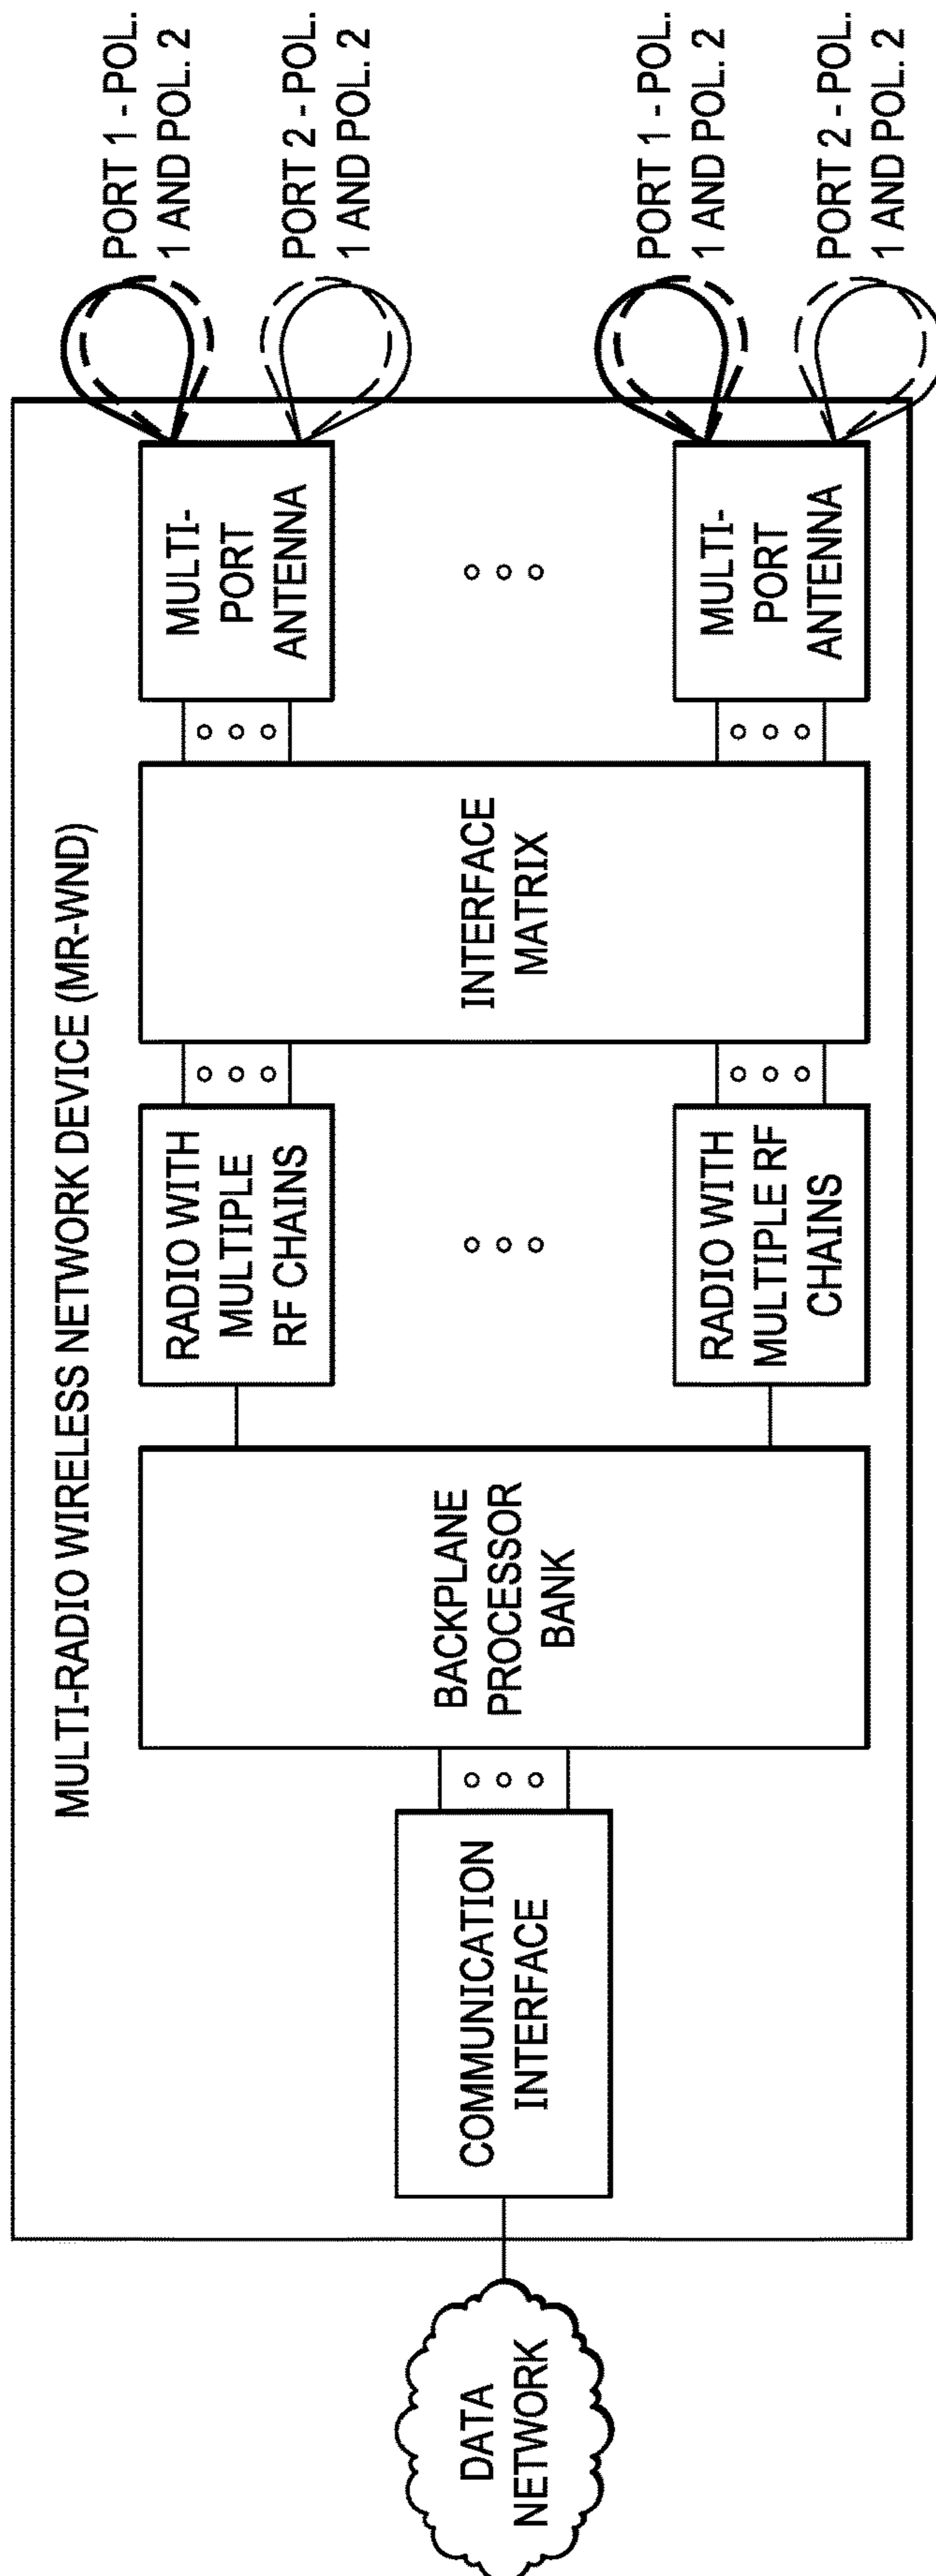 MULTI-RADIO WIRELESS NETWORK DEVICE (MR-WND)
DATA
NETWORK
COMMUNICATION
INTERFACE
BACKPLANE
PROCESSOR
BANK
RADIO WITH
MULTIPLE
RF CHAINS
RADIO WITH
MULTIPLE RF
CHAINS
INTERFACE
MATRIX
MULTI-
PORT
ANTENNA
MULTI-
PORT
ANTENNA
PORT 1 - POL.
1 AND POL. 2
PORT 2 - POL.
1 AND POL. 2
PORT 1 - POL.
1 AND POL. 2
PORT 2 - POL.
1 AND POL. 2